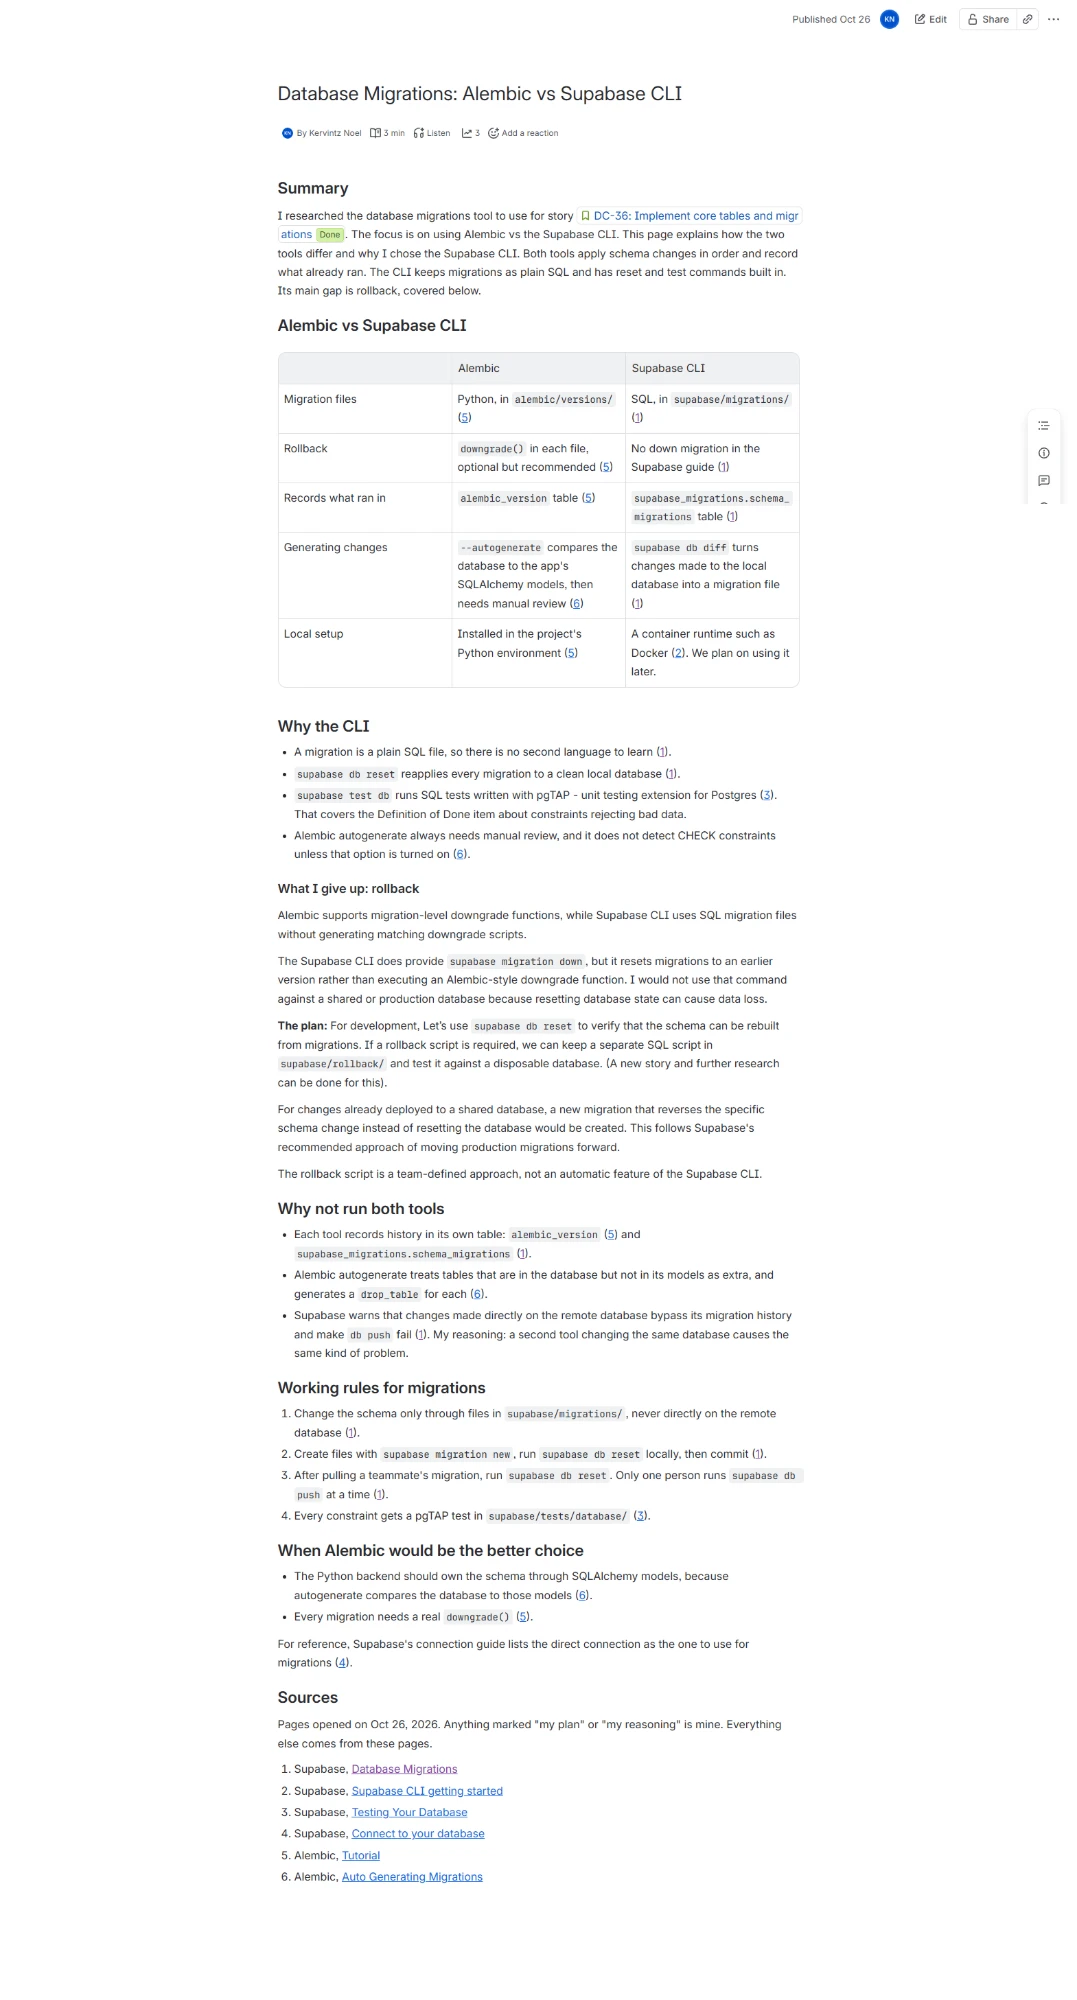 Published Oct 26 KN Edit Share
Database Migrations: Alembic vs Supabase CLI
KN By Kervintz Noel 3 min Listen 3 Add a reaction
Summary
I researched the database migrations tool to use for story DC-36: Implement core tables and migr
ations Done . The focus is on using Alembic vs the Supabase CLI. This page explains how the two
tools differ and why I chose the Supabase CLI. Both tools apply schema changes in order and record
what already ran. The CLI keeps migrations as plain SQL and has reset and test commands built in.
Its main gap is rollback, covered below.
Alembic vs Supabase CLI
Alembic
Supabase CLI
Migration files
Python, in alembic/versions/
(5)
SQL, in supabase/migrations/
(1)
Rollback
downgrade() in each file,
optional but recommended (5)
No down migration in the
Supabase guide (1)
Records what ran in
alembic_version table (5)
supabase_migrations.schema_
migrations table (1)
Generating changes
--autogenerate compares the
database to the app's
SQLAlchemy models, then
needs manual review (6)
supabase db diff turns
changes made to the local
database into a migration file
(1)
Local setup
Installed in the project's
Python environment (5)
A container runtime such as
Docker (2). We plan on using it
later.
Why the CLI
• A migration is a plain SQL file, so there is no second language to learn (1).
• supabase db reset reapplies every migration to a clean local database (1).
• supabase test db runs SQL tests written with pgTAP - unit testing extension for Postgres (3).
That covers the Definition of Done item about constraints rejecting bad data.
• Alembic autogenerate always needs manual review, and it does not detect CHECK constraints
unless that option is turned on (6).
What I give up: rollback
Alembic supports migration-level downgrade functions, while Supabase CLI uses SQL migration files
without generating matching downgrade scripts.
The Supabase CLI does provide supabase migration down, but it resets migrations to an earlier
version rather than executing an Alembic-style downgrade function. I would not use that command
against a shared or production database because resetting database state can cause data loss.
The plan: For development, Let's use supabase db reset to verify that the schema can be rebuilt
from migrations. If a rollback script is required, we can keep a separate SQL script in
supabase/rollback/ and test it against a disposable database. (A new story and further research
can be done for this).
For changes already deployed to a shared database, a new migration that reverses the specific
schema change instead of resetting the database would be created. This follows Supabase's
recommended approach of moving production migrations forward.
The rollback script is a team-defined approach, not an automatic feature of the Supabase CLI.
Why not run both tools
• Each tool records history in its own table: alembic_version (5) and
supabase_migrations.schema_migrations (1).
• Alembic autogenerate treats tables that are in the database but not in its models as extra, and
generates a drop_table for each (6).
• Supabase warns that changes made directly on the remote database bypass its migration history
and make db push fail (1). My reasoning: a second tool changing the same database causes the
same kind of problem.
Working rules for migrations
1. Change the schema only through files in supabase/migrations/, never directly on the remote
database (1).
2. Create files with supabase migration new, run supabase db reset locally, then commit (1).
3. After pulling a teammate's migration, run supabase db reset. Only one person runs supabase db
push at a time (1).
4. Every constraint gets a pgTAP test in supabase/tests/database/ (3).
When Alembic would be the better choice
• The Python backend should own the schema through SQLAlchemy models, because
autogenerate compares the database to those models (6).
• Every migration needs a real downgrade() (5).
For reference, Supabase's connection guide lists the direct connection as the one to use for
migrations (4).
Sources
Pages opened on Oct 26, 2026. Anything marked "my plan" or "my reasoning" is mine. Everything
else comes from these pages.
1. Supabase, Database Migrations
2. Supabase, Supabase CLI getting started
3. Supabase, Testing Your Database
4. Supabase, Connect to your database
5. Alembic, Tutorial
6. Alembic, Auto Generating Migrations